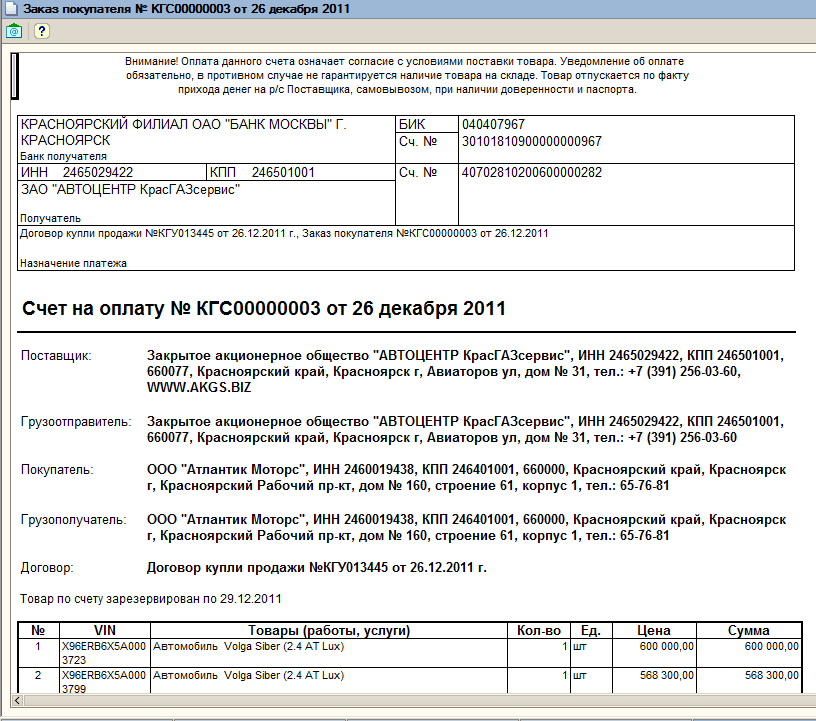 Заказ покупателя № КГС00000003 от 26 декабря 2011
Внимание! Оплата данного счета означает согласие с условиями поставки товара. Уведомление об оплате
обязательно, в противном случае не гарантируется наличие товара на складе. Товар отпускается по факту
прихода денег на р/с Поставщика, самовывозом, при наличии доверенности и паспорта.
КРАСНОЯРСКИЙ ФИЛИАЛ ОАО "БАНК МОСКВЫ" Г.
КРАСНОЯРСК
Банк получателя
БИК 040407967
Сч. № 30101810900000000967
ИНН 2465029422 КПП 246501001
Сч. № 40702810200600000282
ЗАО "АВТОЦЕНТР КрасГАЗсервис"
Получатель
Договор купли продажи №КГУ013445 от 26.12.2011 г., Заказ покупателя №КГС00000003 от 26.12.2011
Назначение платежа
Счет на оплату № КГС00000003 от 26 декабря 2011
Поставщик: Закрытое акционерное общество "АВТОЦЕНТР КрасГАЗсервис", ИНН 2465029422, КПП 246501001,
660077, Красноярский край, Красноярск г, Авиаторов ул, дом № 31, тел.: +7 (391) 256-03-60,
WWW.AKGS.BIZ
Грузоотправитель: Закрытое акционерное общество "АВТОЦЕНТР КрасГАЗсервис", ИНН 2465029422, КПП 246501001,
660077, Красноярский край, Красноярск г, Авиаторов ул, дом № 31, тел.: +7 (391) 256-03-60
Покупатель: ООО "Атлантик Моторс", ИНН 2460019438, КПП 246401001, 660000, Красноярский край, Красноярск
г, Красноярский Рабочий пр-кт, дом № 160, строение 61, корпус 1, тел.: 65-76-81
Грузополучатель: ООО "Атлантик Моторс", ИНН 2460019438, КПП 246401001, 660000, Красноярский край, Красноярск
г, Красноярский Рабочий пр-кт, дом № 160, строение 61, корпус 1, тел.: 65-76-81
Договор: Договор купли продажи №КГУ013445 от 26.12.2011 г.
Товар по счету зарезервирован по 29.12.2011
№ VIN Товары (работы, услуги) Кол-во Ед. Цена Сумма
1 X96ERB6X5A000 Автомобиль Volga Siber (2.4 AT Lux) 1 шт 600 000,00 600 000,00
3723
2 X96ERB6X5A000 Автомобиль Volga Siber (2.4 AT Lux) 1 шт 568 300,00 568 300,00
3799